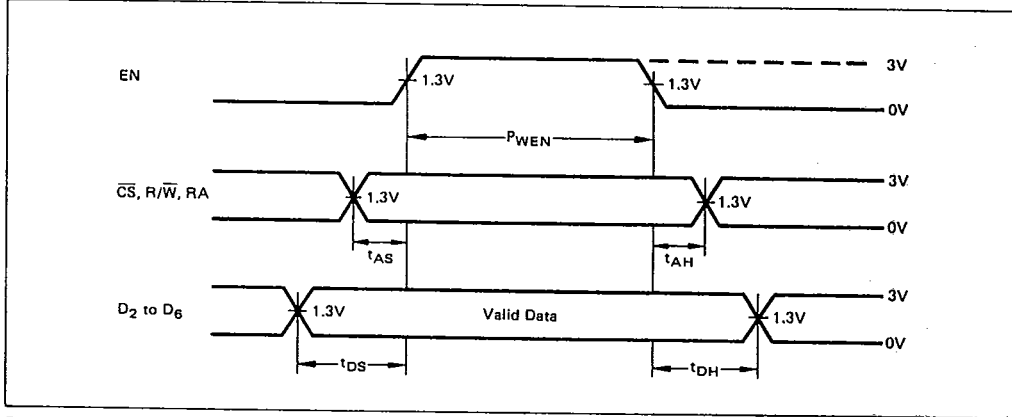 EN
1.3V
1.3V
3V
0V
PWEN
C̅S̅, R/W̅, RA
1.3V
1.3V
3V
0V
tAS
tAH
D2 to D6
1.3V
Valid Data
1.3V
3V
0V
tDS
tDH